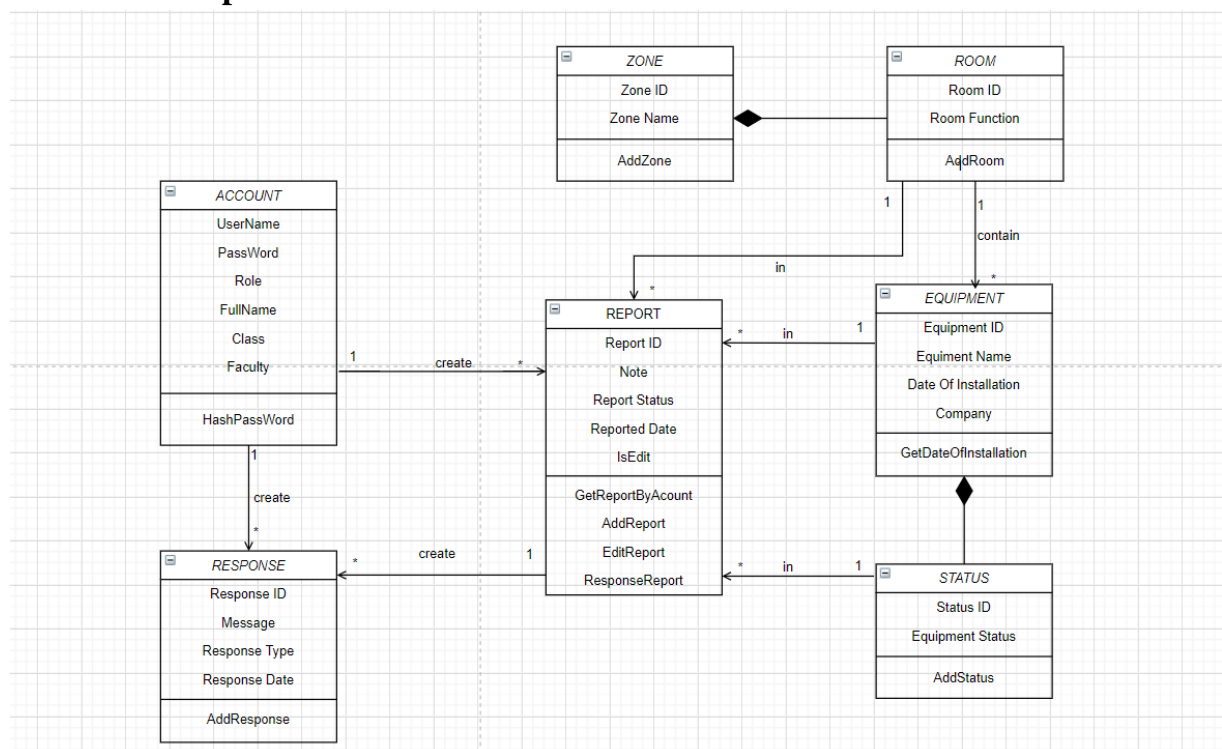 ZONE
Zone ID
Zone Name
AddZone
ROOM
Room ID
Room Function
AddRoom
1
in
*
1
contain
*
ACCOUNT
UserName
PassWord
Role
FullName
Class
Faculty
HashPassWord
1
create
*
1
create
*
REPORT
Report ID
Note
Report Status
Reported Date
IsEdit
GetReportByAcount
AddReport
EditReport
ResponseReport
*
in
1
EQUIPMENT
Equipment ID
Equiment Name
Date Of Installation
Company
GetDateOfInstallation
*
create
1
*
in
1
RESPONSE
Response ID
Message
Response Type
Response Date
AddResponse
STATUS
Status ID
Equipment Status
AddStatus